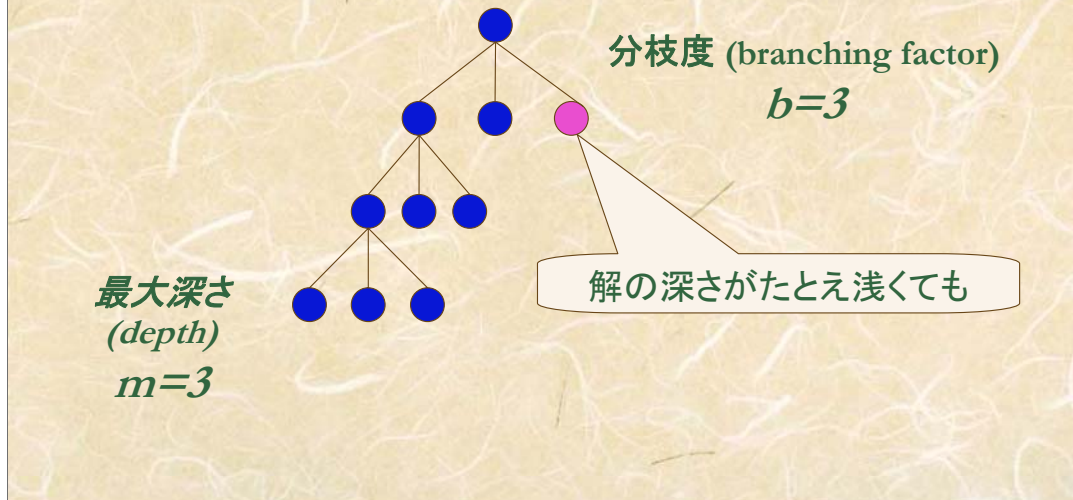 分枝度 (branching factor)
b=3
解の深さがたとえ浅くても
最大深さ
(depth)
m=3